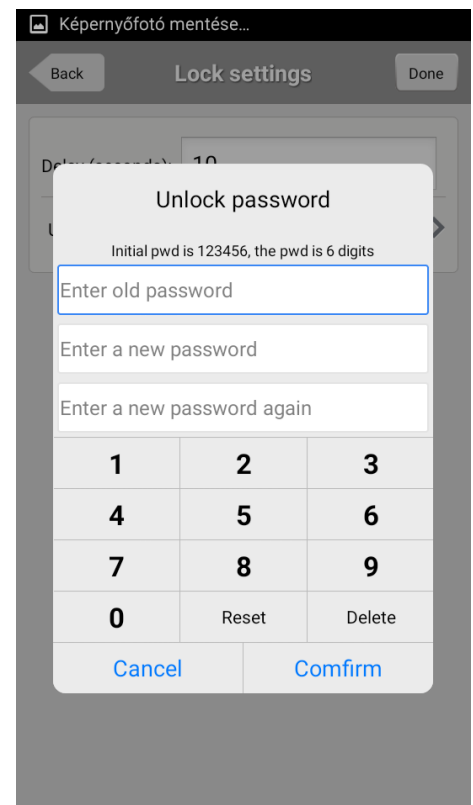 Képernyőfotó mentése...
Back
Lock settings
Done
10
Unlock password
Initial pwd is 123456, the pwd is 6 digits
Enter old password
Enter a new password
Enter a new password again
1 2 3
4 5 6
7 8 9
0 Reset Delete
Cancel Comfirm